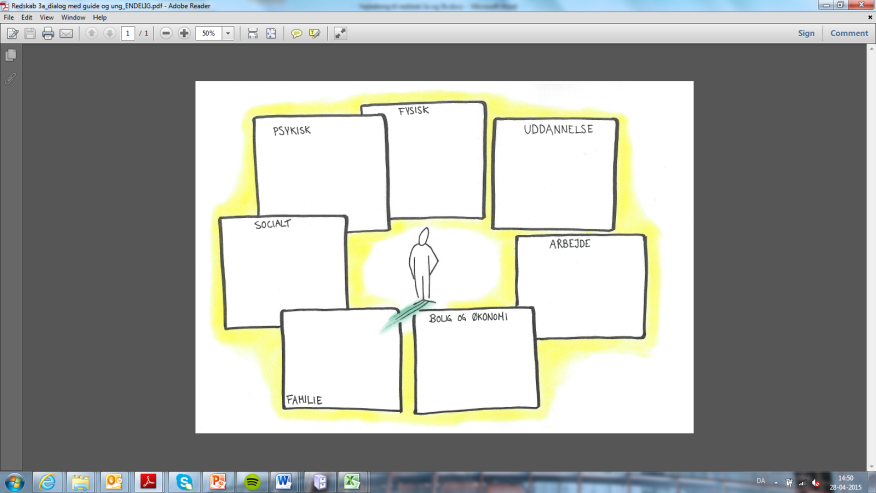 Redskab 3a_dialog med guide og ung_ENDELIG.pdf - Adobe Reader
File Edit View Window Help
1 / 1 50% Sign Comment
FYSISK
PSYKISK
UDDANNELSE
SOCIALT
ARBEJDE
BOLIG OG ØKONOMI
FAMILIE
DA
14:50
28-04-2015